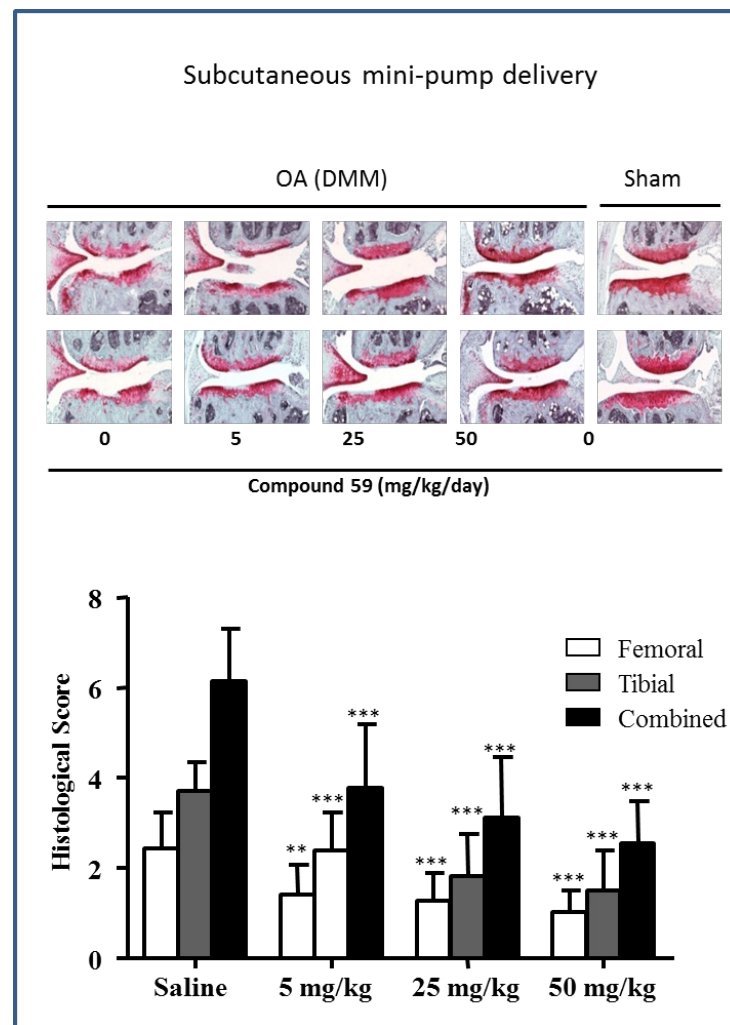 Subcutaneous mini-pump delivery
OA (DMM) Sham
0 5 25 50 0
Compound 59 (mg/kg/day)
8
6
4
2
0
Histological Score
Femoral
Tibial
Combined
** *** ***
*** *** ***
*** *** ***
Saline 5 mg/kg 25 mg/kg 50 mg/kg